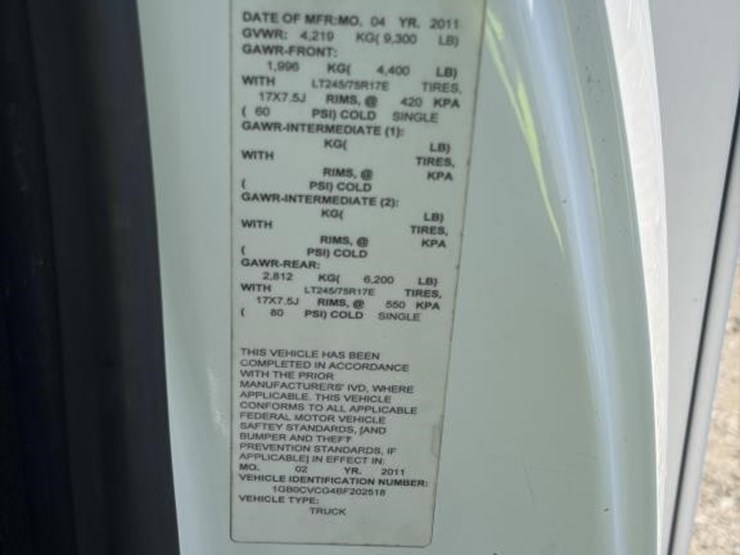 DATE OF MFR:MO. 04 YR. 2011
GVWR: 4,219 KG( 9,300 LB)
GAWR-FRONT:
1,996 KG( 4,400 LB)
WITH LT245/75R17E TIRES,
17X7.5J RIMS, @ 420 KPA
( 60 PSI) COLD SINGLE
GAWR-INTERMEDIATE (1):
KG( LB)
WITH TIRES,
RIMS, @ KPA
( PSI) COLD
GAWR-INTERMEDIATE (2):
KG( LB)
WITH TIRES,
RIMS, @ KPA
( PSI) COLD
GAWR-REAR:
2,812 KG( 6,200 LB)
WITH LT245/75R17E TIRES,
17X7.5J RIMS, @ 550 KPA
( 80 PSI) COLD SINGLE
THIS VEHICLE HAS BEEN
COMPLETED IN ACCORDANCE
WITH THE PRIOR
MANUFACTURERS' IVD, WHERE
APPLICABLE. THIS VEHICLE
CONFORMS TO ALL APPLICABLE
FEDERAL MOTOR VEHICLE
SAFTEY STANDARDS, [AND
BUMPER AND THEFT
PREVENTION STANDARDS, IF
APPLICABLE] IN EFFECT IN:
MO. 02 YR. 2011
VEHICLE IDENTIFICATION NUMBER:
1GB0CVCG4BF202518
VEHICLE TYPE:
TRUCK